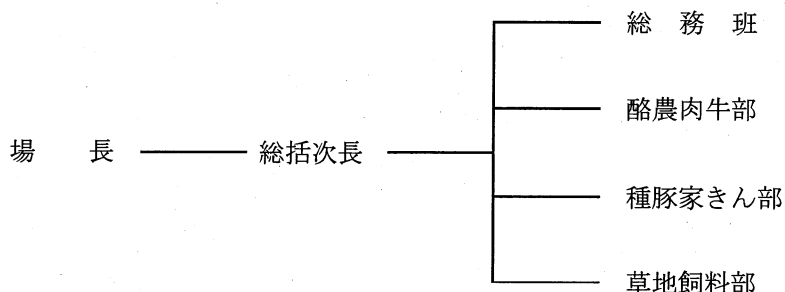 場長
総括次長
総務班
酪農肉牛部
種豚家きん部
草地飼料部